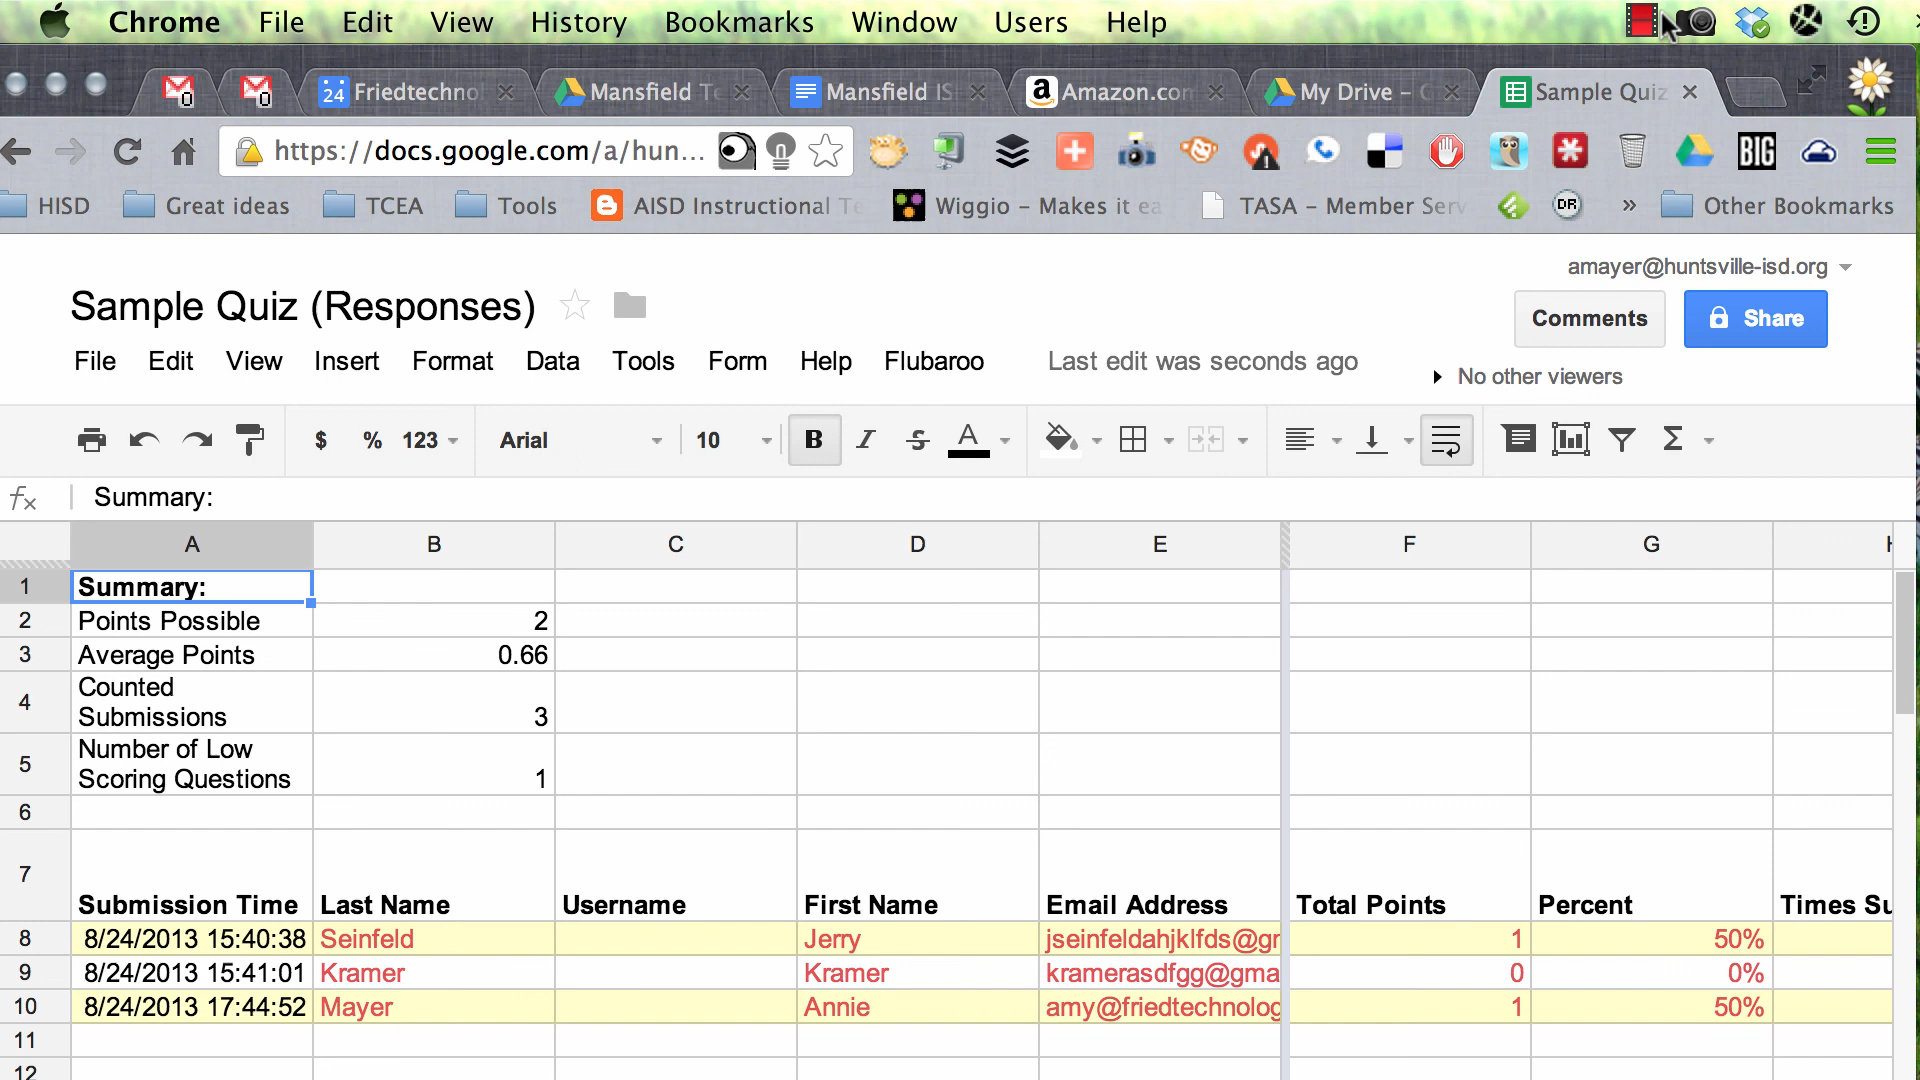 Chrome File Edit View History Bookmarks Window Users Help
0 0 24 Friedtechno Mansfield Te Mansfield IS a Amazon.con My Drive – Sample Quiz
https://docs.google.com/a/hun... BIG
HISD Great ideas TCEA Tools AISD Instructional Te Wiggio – Makes it ea TASA – Member Serv DR » Other Bookmarks
amayer@huntsville-isd.org
Sample Quiz (Responses)
Comments Share
File Edit View Insert Format Data Tools Form Help Flubaroo Last edit was seconds ago
No other viewers
$ % 123 Arial 10 B I S A Σ
fx Summary:
A B C D E F G
1 Summary:
2 Points Possible 2
3 Average Points 0.66
4 Counted
Submissions 3
5 Number of Low
Scoring Questions 1
6
7 Submission Time Last Name Username First Name Email Address Total Points Percent Times Su
8 8/24/2013 15:40:38 Seinfeld Jerry jseinfeldahjklfds@gr 1 50%
9 8/24/2013 15:41:01 Kramer Kramer kramerasdfgg@gma 0 0%
10 8/24/2013 17:44:52 Mayer Annie amy@friedtechnolog 1 50%
11
12